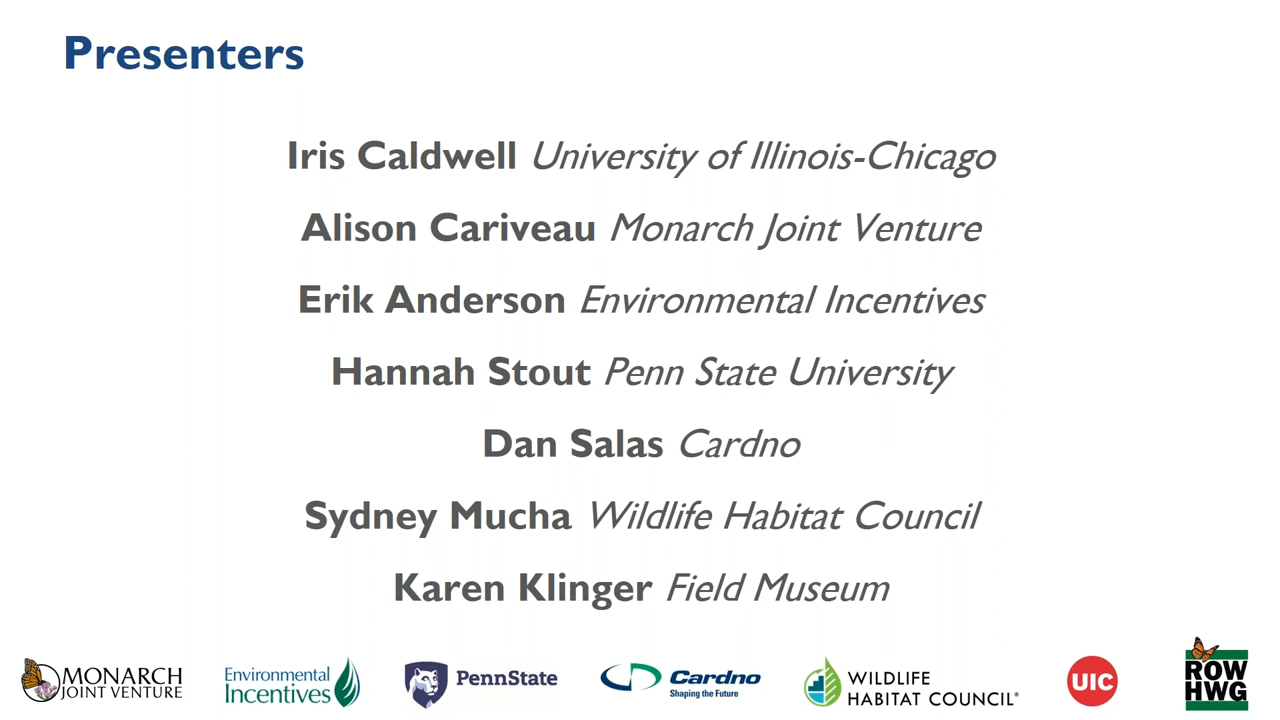 Presenters
Iris Caldwell University of Illinois-Chicago
Alison Cariveau Monarch Joint Venture
Erik Anderson Environmental Incentives
Hannah Stout Penn State University
Dan Salas Cardno
Sydney Mucha Wildlife Habitat Council
Karen Klinger Field Museum
MONARCH
JOINT VENTURE
Environmental
Incentives
PennState
Cardno
Shaping the Future
WILDLIFE
HABITAT COUNCIL®
UIC
ROW
HWG